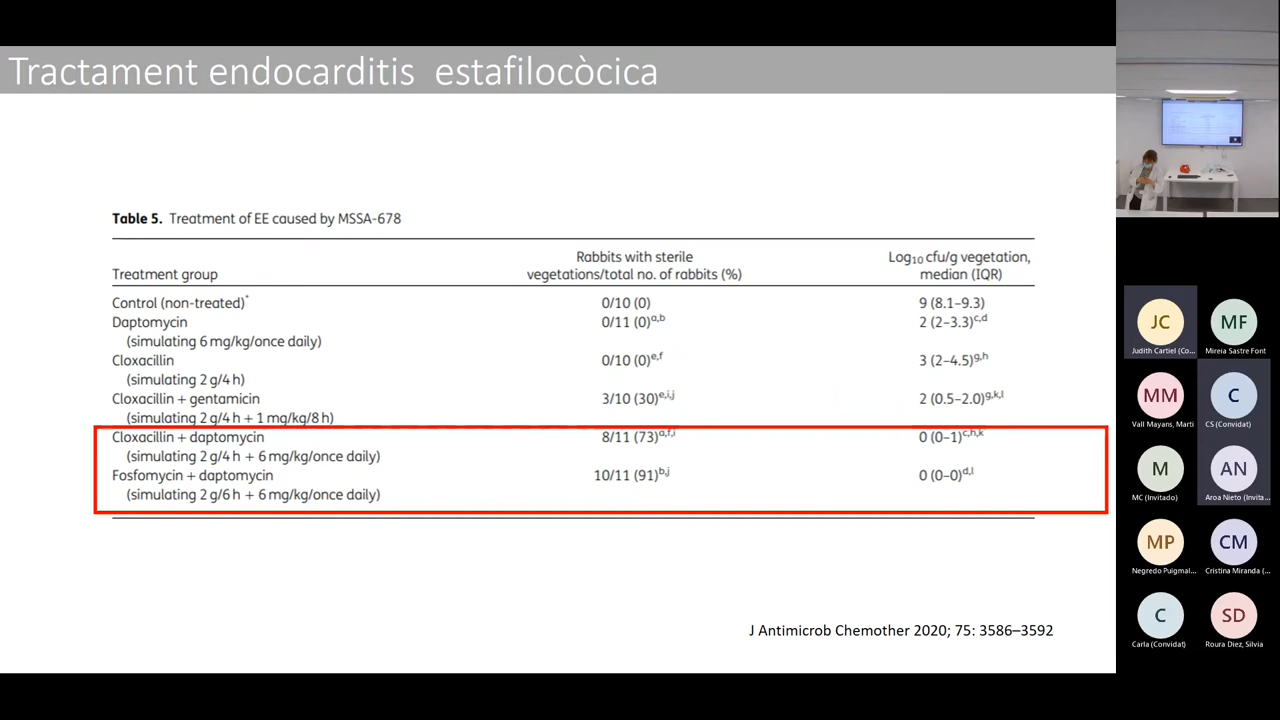 Tractament endocarditis estafilocòcica
Table 5. Treatment of EE caused by MSSA-678
Treatment group
Rabbits with sterile
vegetations/total no. of rabbits (%)
Log10 cfu/g vegetation,
median (IQR)
Control (non-treated)* 0/10 (0) 9 (8.1–9.3)
Daptomycin 0/11 (0)a,b 2 (2–3.3)c,d
(simulating 6 mg/kg/once daily)
Cloxacillin 0/10 (0)e,f 3 (2–4.5)g,h
(simulating 2 g/4 h)
Cloxacillin + gentamicin 3/10 (30)e,i,j 2 (0.5–2.0)g,k,l
(simulating 2 g/4 h + 1 mg/kg/8 h)
Cloxacillin + daptomycin 8/11 (73)a,f,i 0 (0–1)c,h,k
(simulating 2 g/4 h + 6 mg/kg/once daily)
Fosfomycin + daptomycin 10/11 (91)b,j 0 (0–0)d,l
(simulating 2 g/6 h + 6 mg/kg/once daily)
J Antimicrob Chemother 2020; 75: 3586–3592
JC
Judith Cartiel (Co...
MF
Mireia Sastre Font
MM
Vall Mayans, Marti
C
CS (Convidat)
M
MC (Invitado)
AN
Aroa Nieto (Invita...
MP
Negredo Puigmal...
CM
Cristina Miranda (...
C
Carla (Convidat)
SD
Roura Diez, Silvia